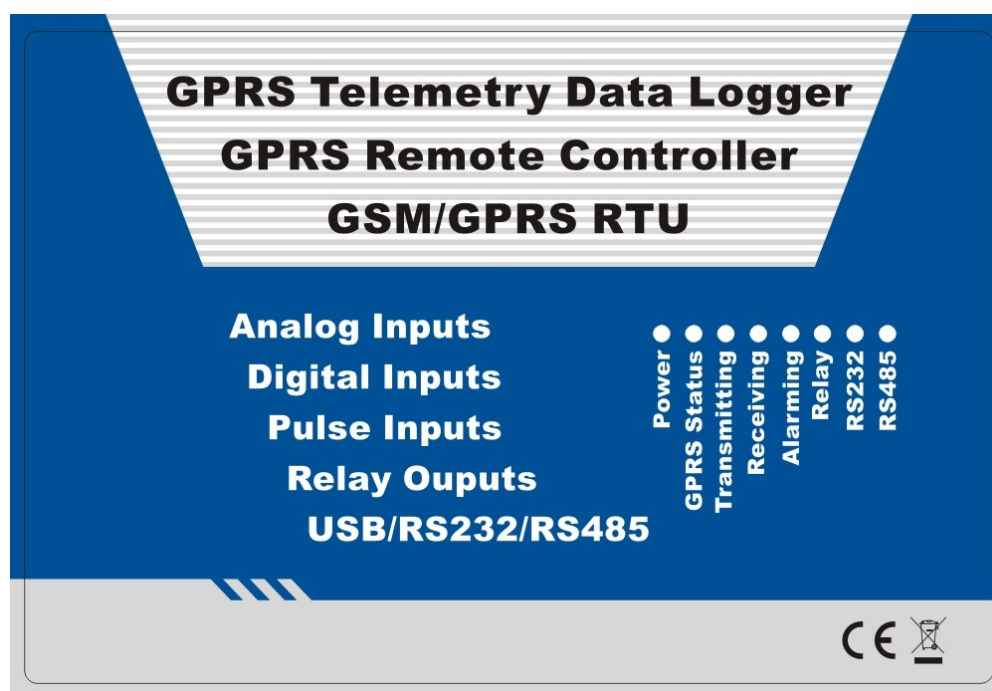 GPRS Telemetry Data Logger
GPRS Remote Controller
GSM/GPRS RTU
Analog Inputs
Digital Inputs
Pulse Inputs
Relay Ouputs
USB/RS232/RS485
Power
GPRS Status
Transmitting
Receiving
Alarming
Relay
RS232
RS485
CE